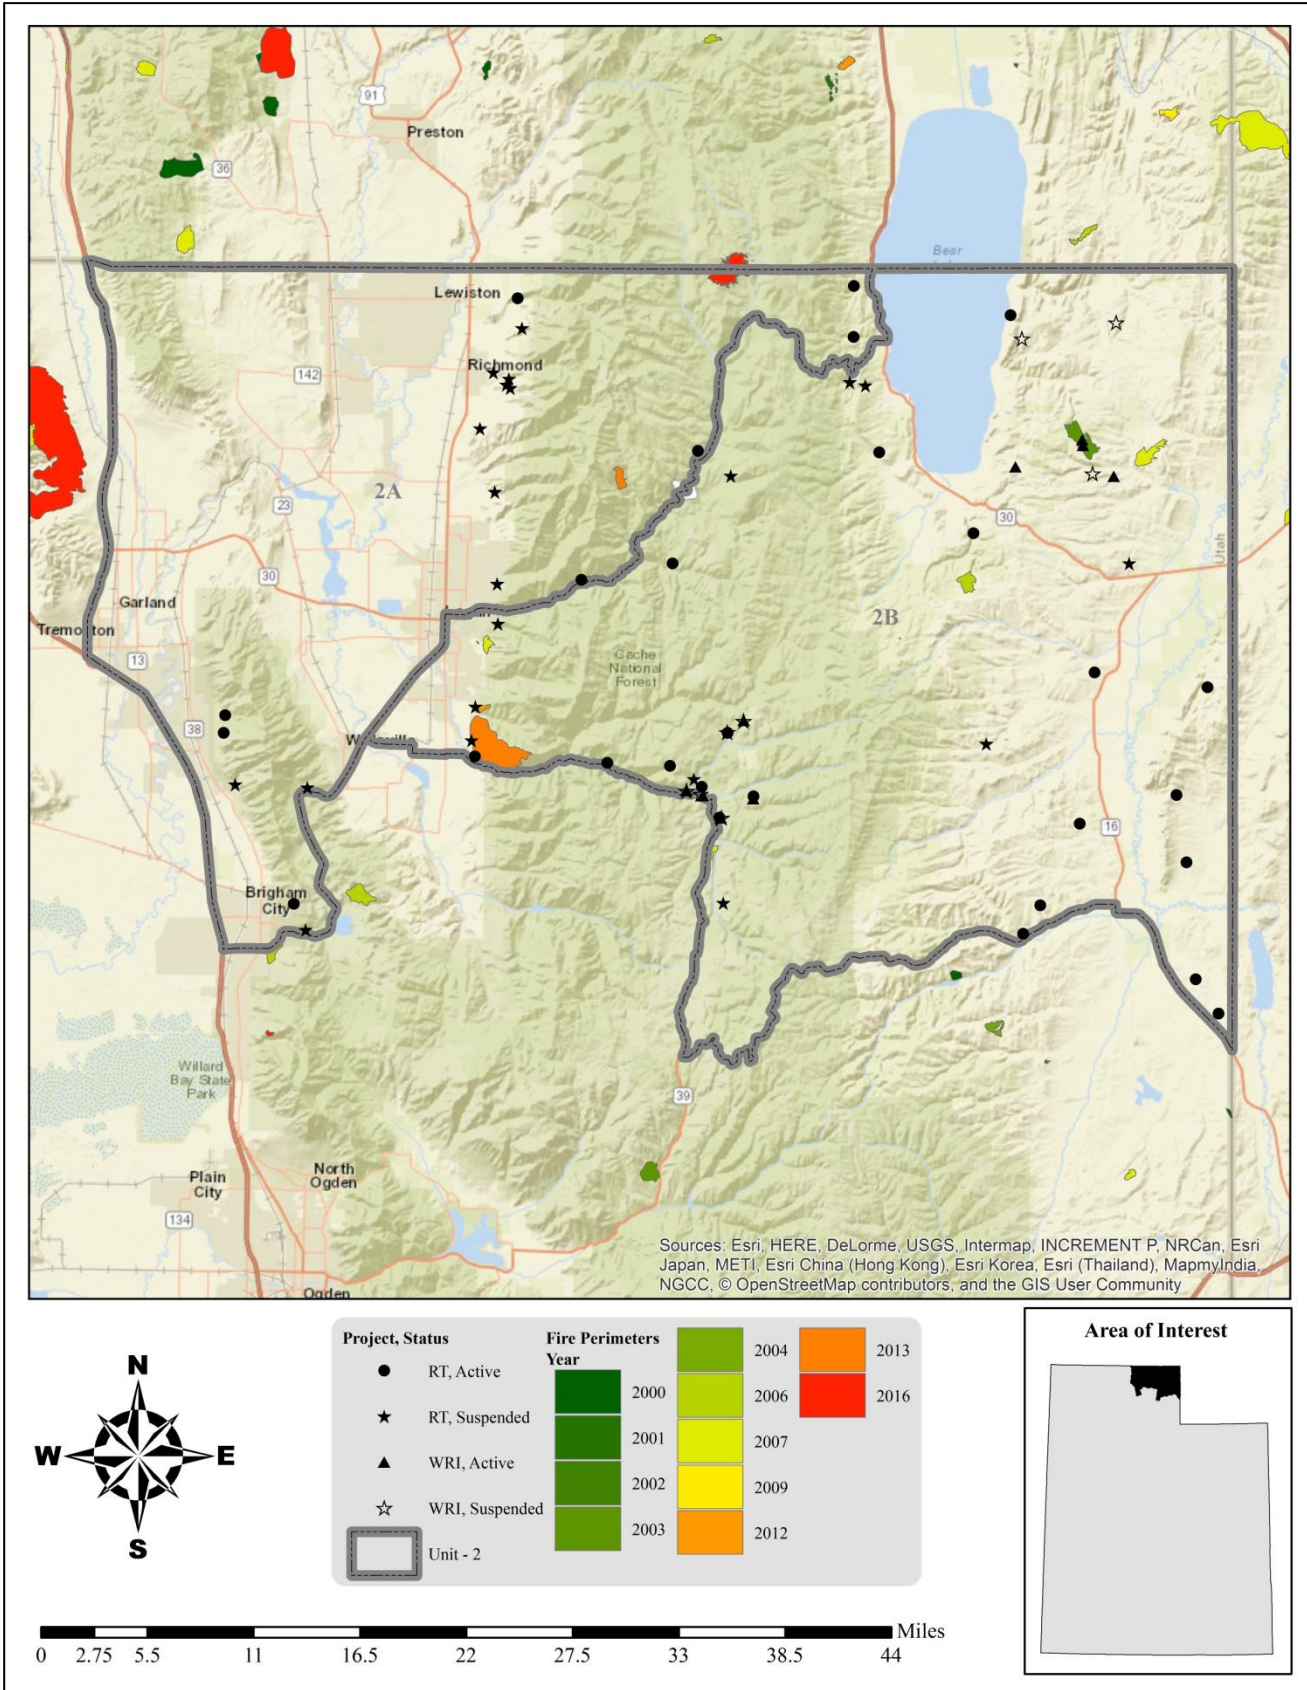 91
Preston
36
Bear
Lewiston
Richmond
142
2A
23
30
30
Utah
Garland
Tremonton
13
2B
Cache
National
Forest
38
16
Brigham
City
Willard
Bay State
Park
39
North
Ogden
Plain
City
134
Ogden
Sources: Esri, HERE, DeLorme, USGS, Intermap, INCREMENT P, NRCan, Esri
Japan, METI, Esri China (Hong Kong), Esri Korea, Esri (Thailand), MapmyIndia,
NGCC, © OpenStreetMap contributors, and the GIS User Community
N
W
E
S
Project, Status
RT, Active
RT, Suspended
WRI, Active
WRI, Suspended
Unit - 2
Fire Perimeters
Year
2000
2001
2002
2003
2004
2006
2007
2009
2012
2013
2016
Area of Interest
Miles
0 2.75 5.5 11 16.5 22 27.5 33 38.5 44